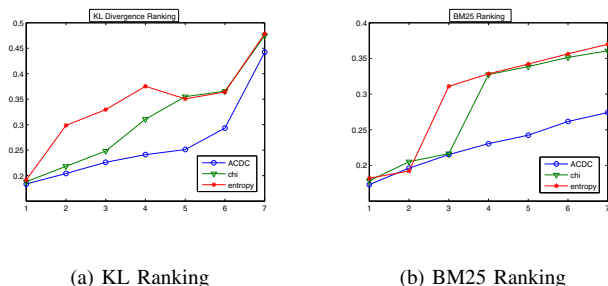 KL Divergence Ranking
0.5
0.45
0.4
0.35
0.3
0.25
0.2
1 2 3 4 5 6 7
ACDC
chi
entropy
(a) KL Ranking
BM25 Ranking
0.4
0.35
0.3
0.25
0.2
1 2 3 4 5 6 7
ACDC
chi
entropy
(b) BM25 Ranking